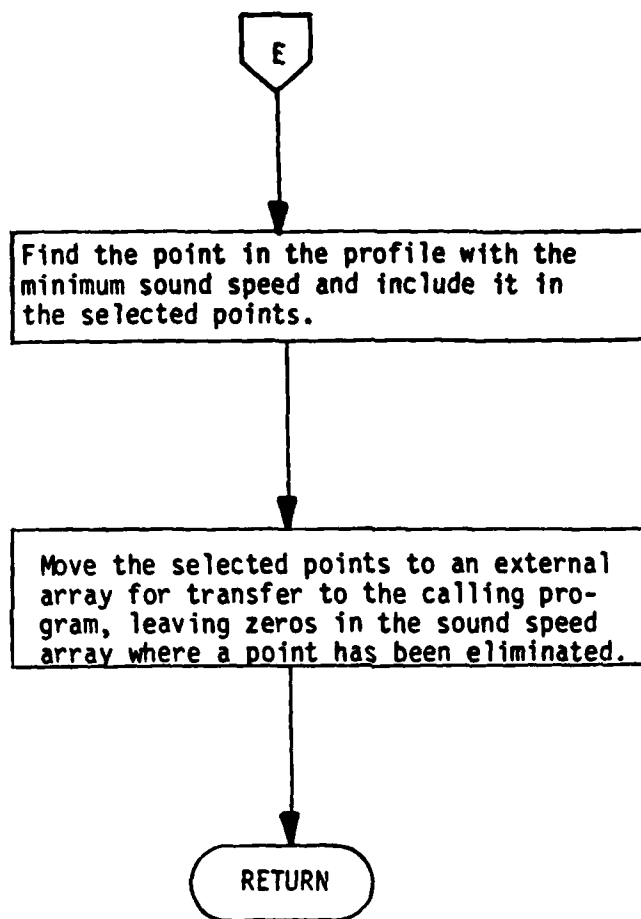 E
Find the point in the profile with the
minimum sound speed and include it in
the selected points.
Move the selected points to an external
array for transfer to the calling pro-
gram, leaving zeros in the sound speed
array where a point has been eliminated.
RETURN